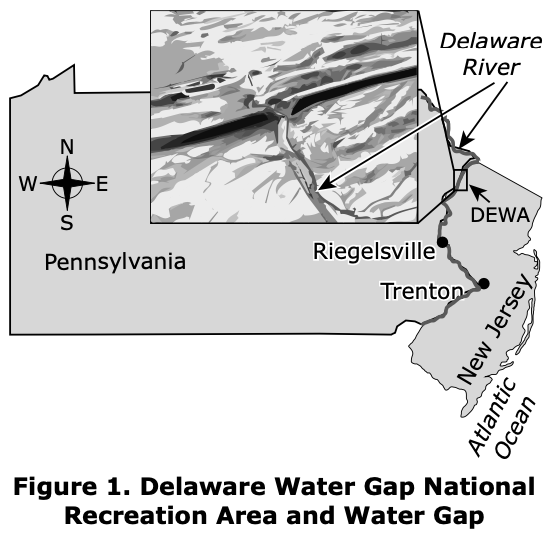 Delaware
River
N
W E
S
DEWA
Riegelsville
Pennsylvania
Trenton
New Jersey
Atlantic
Ocean
Figure 1. Delaware Water Gap National
Recreation Area and Water Gap